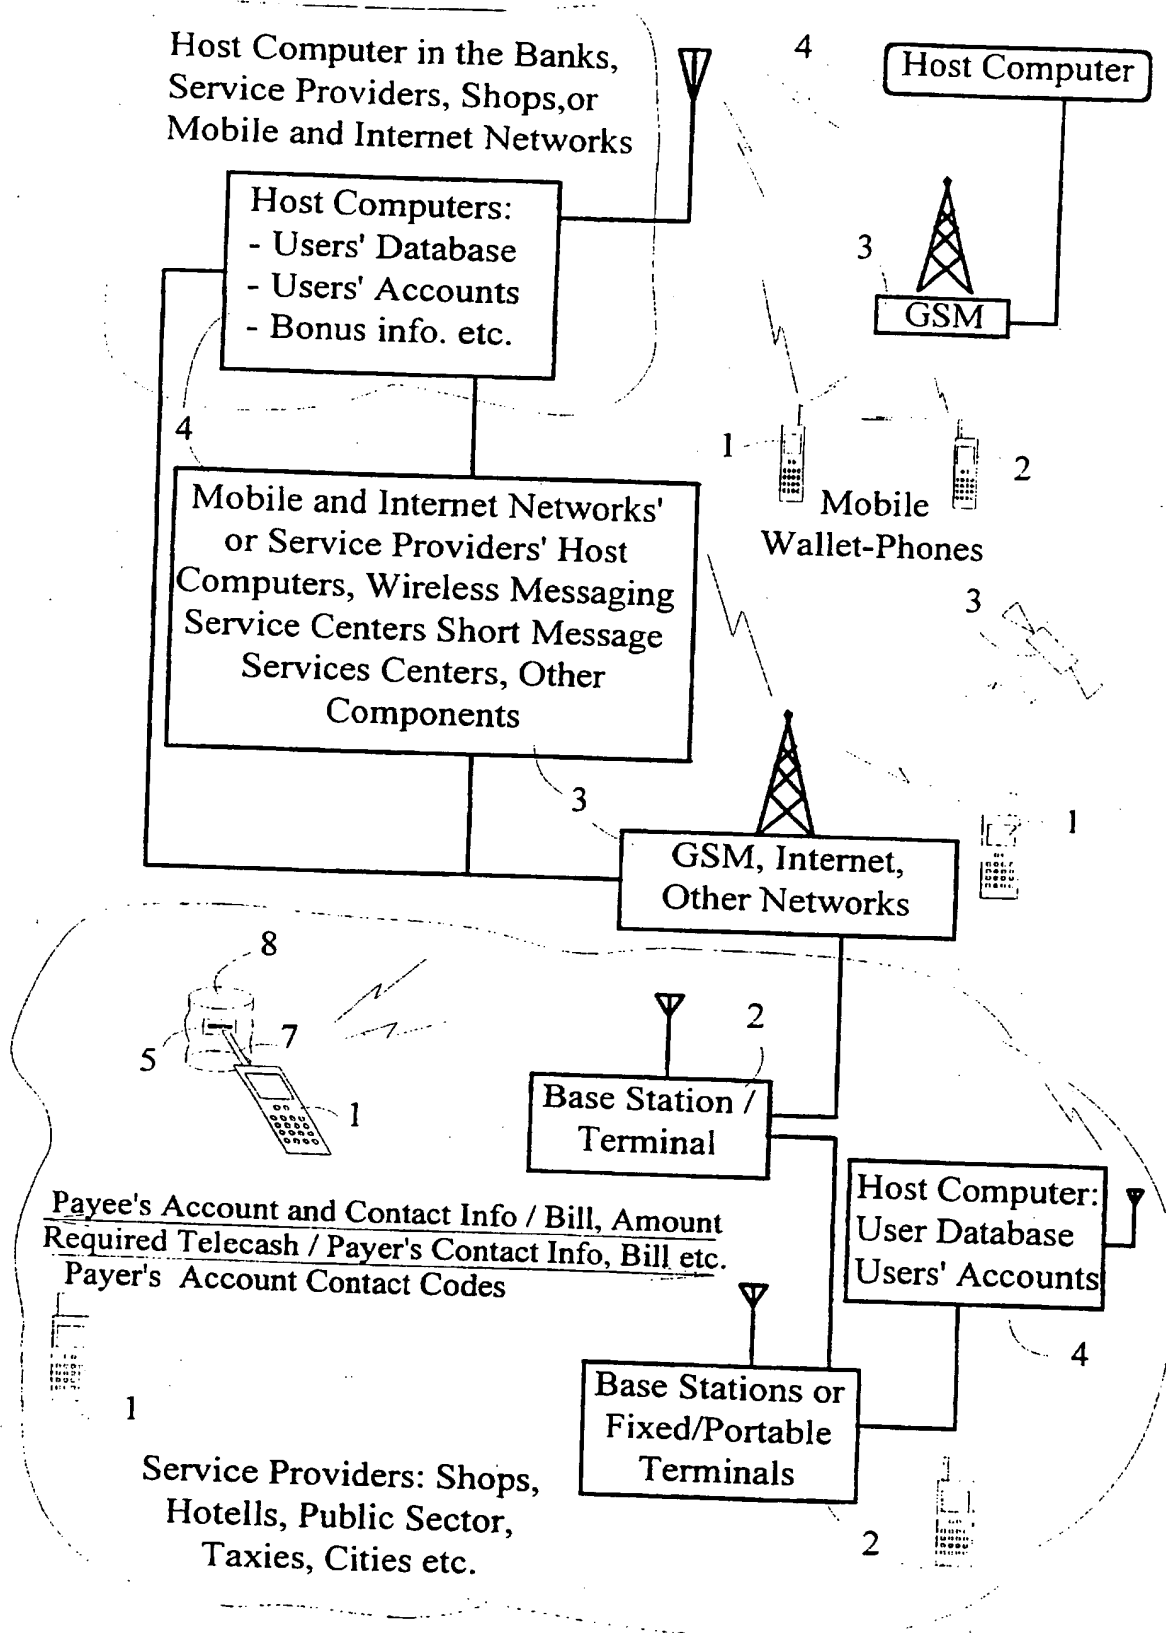 Host Computer in the Banks,
Service Providers, Shops,or
Mobile and Internet Networks
4
Host Computer
Host Computers:
- Users' Database
- Users' Accounts
- Bonus info. etc.
3
GSM
4
1
2
Mobile
Wallet-Phones
Mobile and Internet Networks'
or Service Providers' Host
Computers, Wireless Messaging
Service Centers Short Message
Services Centers, Other
Components
3
3
1
GSM, Internet,
Other Networks
8
5
7
1
2
Base Station /
Terminal
Host Computer:
User Database
Users' Accounts
4
Payee's Account and Contact Info / Bill, Amount
Required Telecash / Payer's Contact Info, Bill etc.
Payer's Account Contact Codes
1
Base Stations or
Fixed/Portable
Terminals
2
Service Providers: Shops,
Hotells, Public Sector,
Taxies, Cities etc.